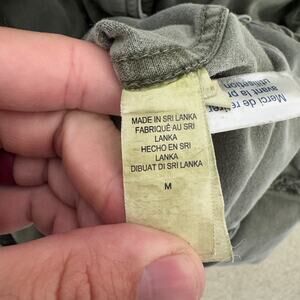 MADE IN SRI LANKA
FABRIQUÉ AU SRI
LANKA
HECHO EN SRI
LANKA
DIBUAT DI SRI LANKA
M
Merci de
avant la
utilisation